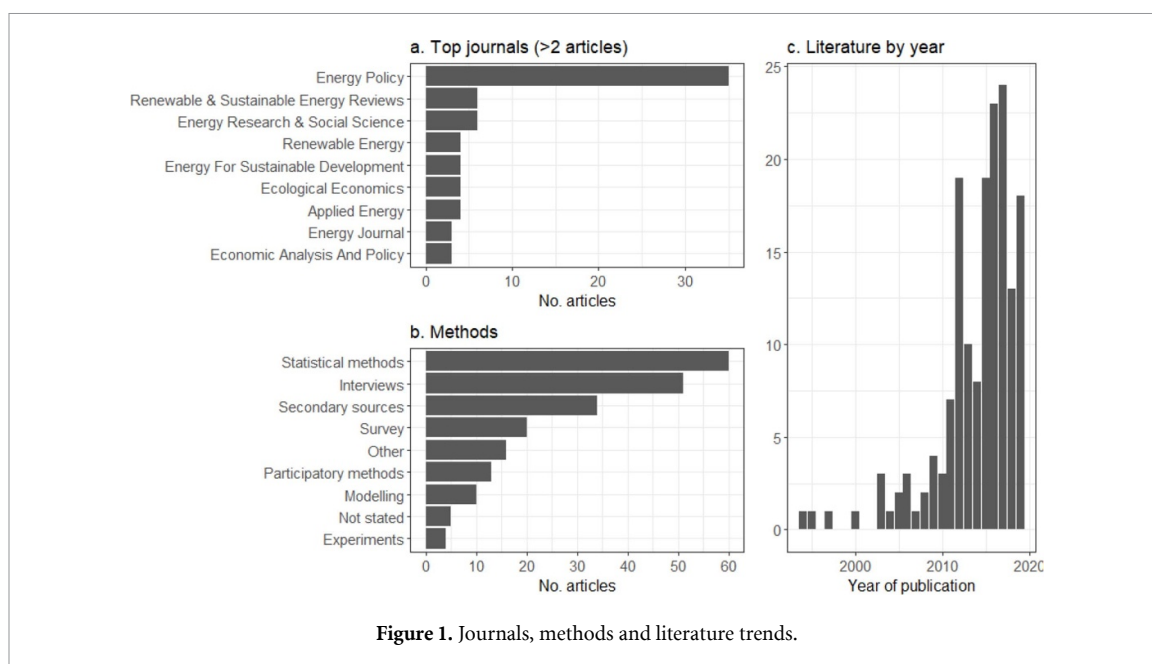 a. Top journals (>2 articles)
Energy Policy
Renewable & Sustainable Energy Reviews
Energy Research & Social Science
Renewable Energy
Energy For Sustainable Development
Ecological Economics
Applied Energy
Energy Journal
Economic Analysis And Policy
0 10 20 30
No. articles
b. Methods
Statistical methods
Interviews
Secondary sources
Survey
Other
Participatory methods
Modelling
Not stated
Experiments
0 10 20 30 40 50 60
No. articles
c. Literature by year
25
20
15
10
5
0
2000 2010 2020
Year of publication
Figure 1. Journals, methods and literature trends.